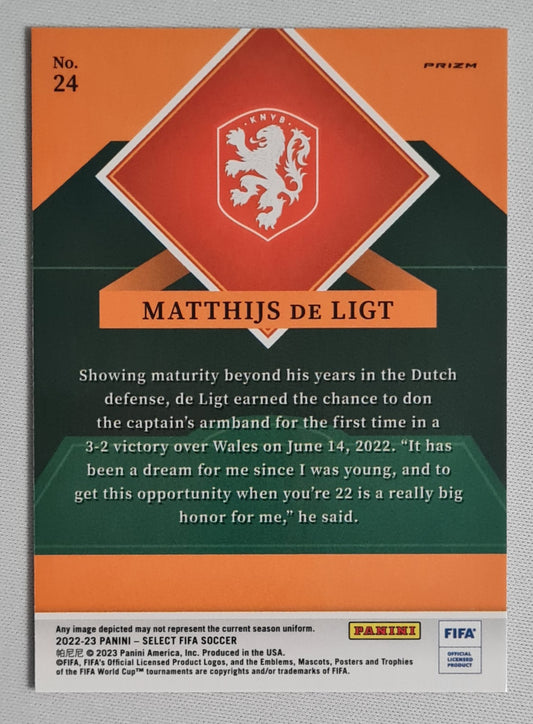 No.
24
PRIZM
KNVB
MATTHIJS DE LIGT
Showing maturity beyond his years in the Dutch
defense, de Ligt earned the chance to don
the captain's armband for the first time in a
3-2 victory over Wales on June 14, 2022. “It has
been a dream for me since I was young, and to
get this opportunity when you're 22 is a really big
honor for me,” he said.
Any image depicted may not represent the current season uniform.
2022-23 PANINI – SELECT FIFA SOCCER
帕尼尼 © 2023 Panini America, Inc. Produced in the USA.
©FIFA, FIFA's Official Licensed Product Logos, and the Emblems, Mascots, Posters and Trophies
of the FIFA World Cup™ tournaments are copyrights and/or trademarks of FIFA.
PANINI
FIFA®
OFFICIAL
LICENSED
PRODUCT